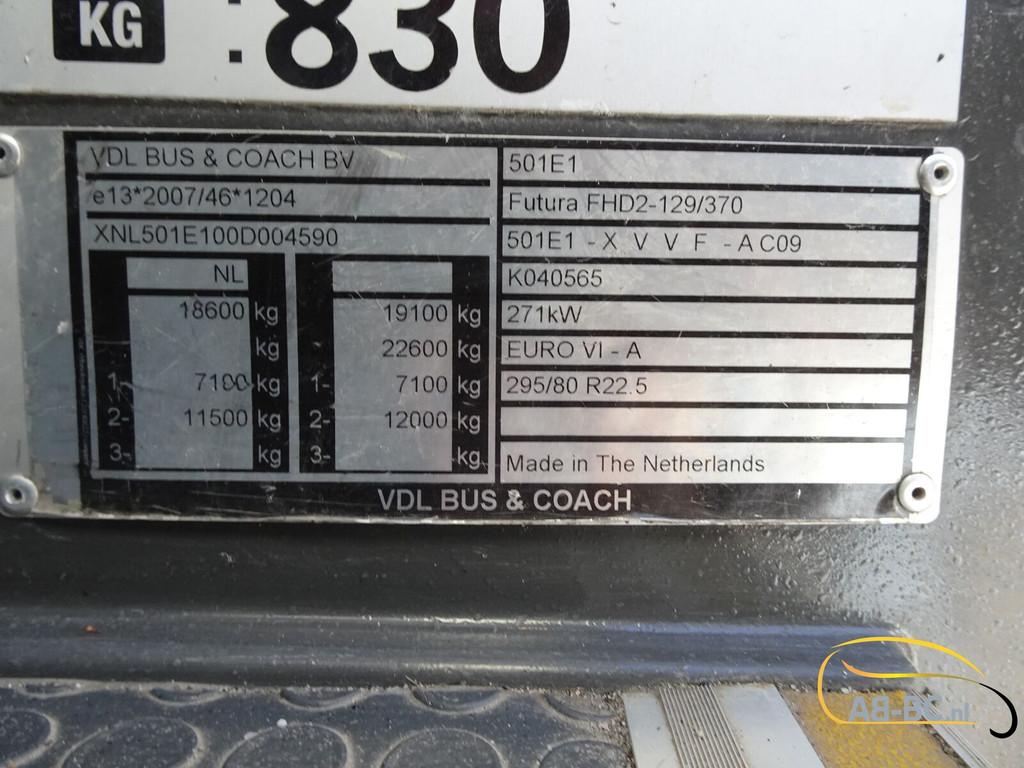 KG : 830
VDL BUS & COACH BV
e13*2007/46*1204
XNL501E100D004590
NL
18600 kg 19100 kg
kg 22600 kg
1- 7100 kg 1- 7100 kg
2- 11500 kg 2- 12000 kg
3- kg 3- kg
501E1
Futura FHD2-129/370
501E1 - X V V F - A C09
K040565
271kW
EURO VI - A
295/80 R22.5
Made in The Netherlands
VDL BUS & COACH
AB-BC.nl